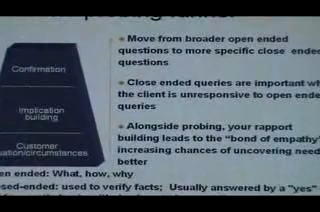 Confirmation
Implication
building
Customer
uation/circumstances
Move from broader open ended
questions to more specific close ended
questions
Close ended queries are important wh
the client is unresponsive to open ende
queries
Alongside probing, your rapport
building leads to the "bond of empathy"
increasing chances of uncovering need
better
en ended: What, how, why
sed-ended: used to verify facts; Usually answered by a "yes"